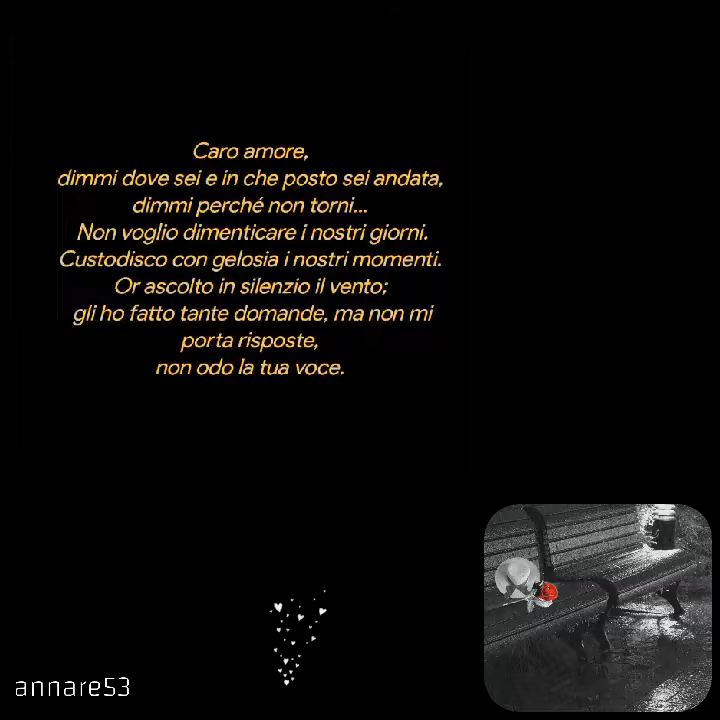 Caro amore,
dimmi dove sei e in che posto sei andata,
dimmi perché non torni...
Non voglio dimenticare i nostri giorni.
Custodisco con gelosia i nostri momenti.
Or ascolto in silenzio il vento;
gli ho fatto tante domande, ma non mi
porta risposte,
non odo la tua voce.
annare53